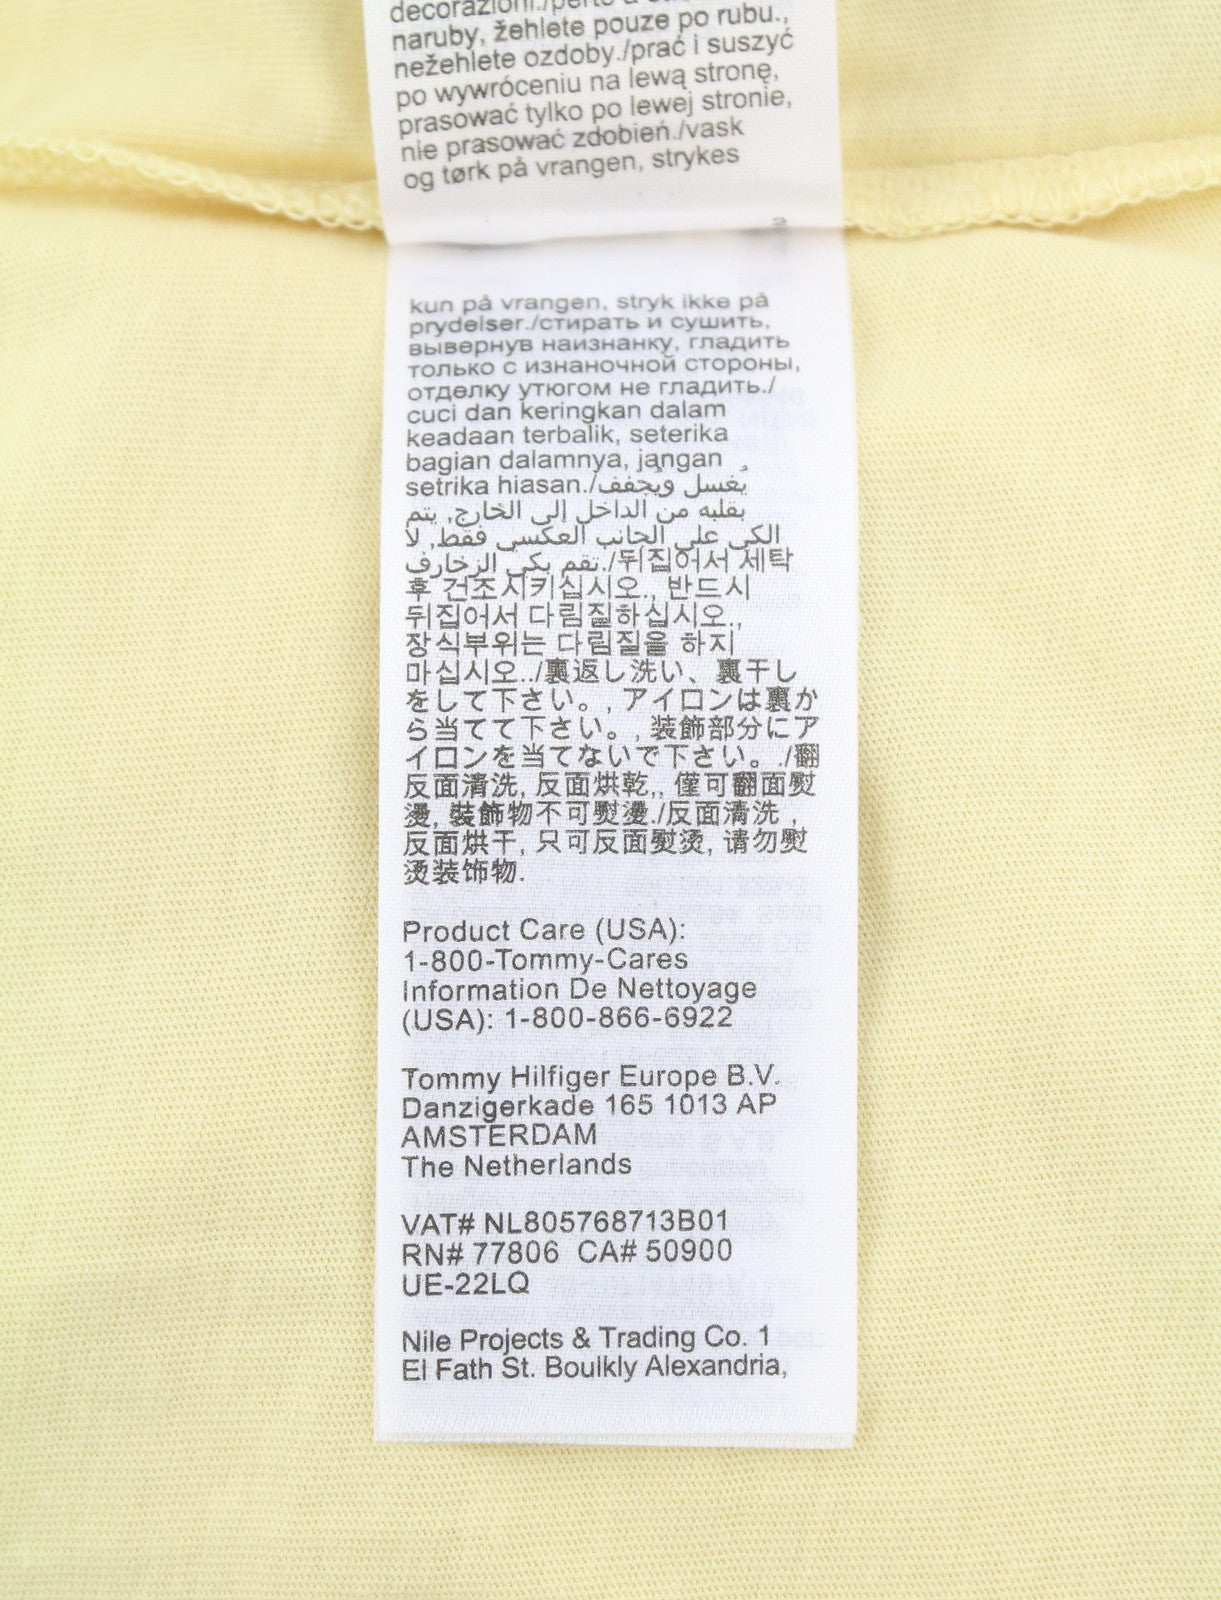 naruby, žehlete pouze po rubu.,
nežehlete ozdoby./prać i suszyć
po wywróceniu na lewą stronę,
prasować tylko po lewej stronie,
nie prasować zdobień./vask
og tørk på vrangen, strykes
kun på vrangen, stryk ikke på
prydelser./стирать и сушить,
вывернув наизнанку, гладить
только с изнаночной стороны,
отделку утюгом не гладить./
cuci dan keringkan dalam
keadaan terbalik, seterika
bagian dalamnya, jangan
setrika hiasan./يُغسل ويُجفف
بقلبه من الداخل إلى الخارج, يتم
الكي على الجانب العكسي فقط, لا
تقم بكي الزخارف./뒤집어서 세탁
후 건조시키십시오., 반드시
뒤집어서 다림질하십시오.,
장식부위는 다림질을 하지
마십시오../裏返し洗い、裏干し
をして下さい。, アイロンは裏か
ら当てて下さい。, 装飾部分にア
イロンを当てないで下さい。./翻
反面清洗, 反面烘乾,, 僅可翻面熨
燙, 裝飾物不可熨燙./反面清洗 ,
反面烘干, 只可反面熨烫, 请勿熨
烫装饰物.
Product Care (USA):
1-800-Tommy-Cares
Information De Nettoyage
(USA): 1-800-866-6922
Tommy Hilfiger Europe B.V.
Danzigerkade 165 1013 AP
AMSTERDAM
The Netherlands
VAT# NL805768713B01
RN# 77806 CA# 50900
UE-22LQ
Nile Projects & Trading Co. 1
El Fath St. Boulkly Alexandria,